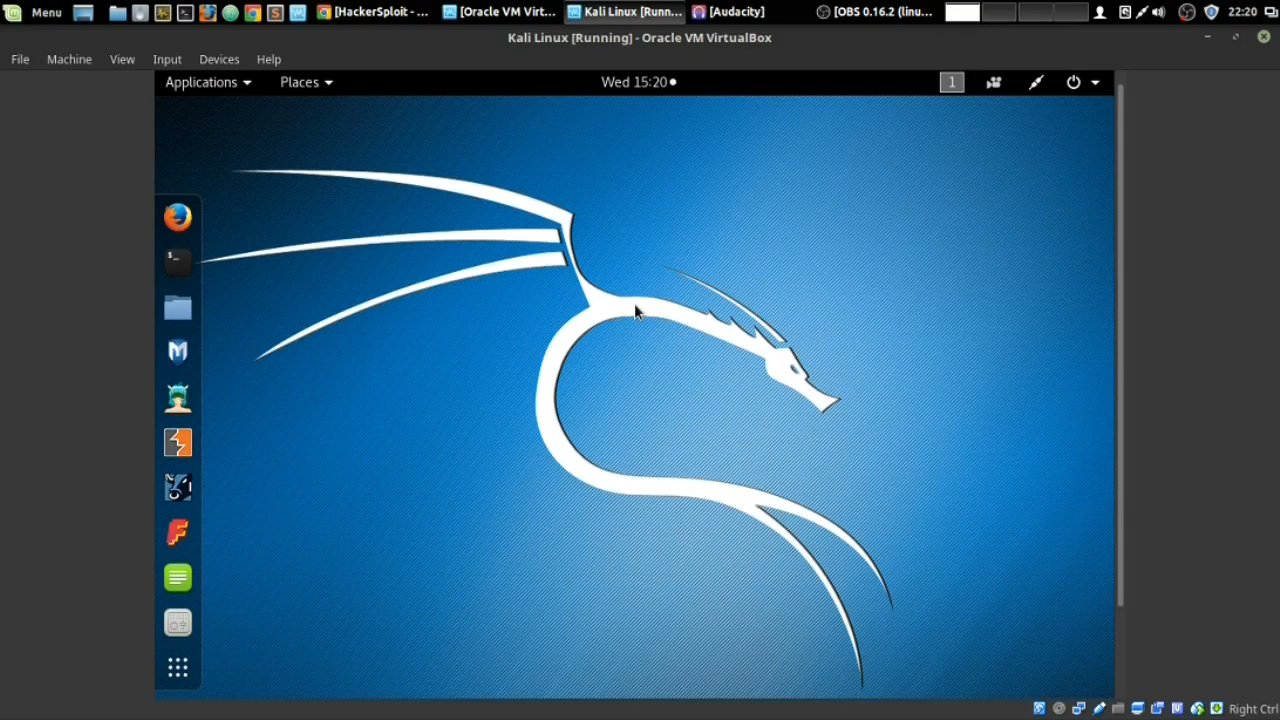 Menu [HackerSploit - ... [Oracle VM Virt... Kali Linux [Runn... [Audacity] [OBS 0.16.2 (linu... 22:20
Kali Linux [Running] - Oracle VM VirtualBox
File Machine View Input Devices Help
Applications Places Wed 15:20 1
$_
Right Ctrl